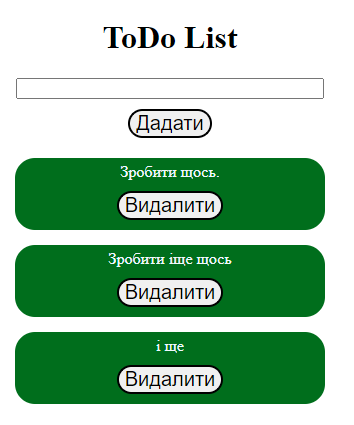 ToDo List
Дадати
Зробити щось.
Видалити
Зробити іще щось
Видалити
і ще
Видалити